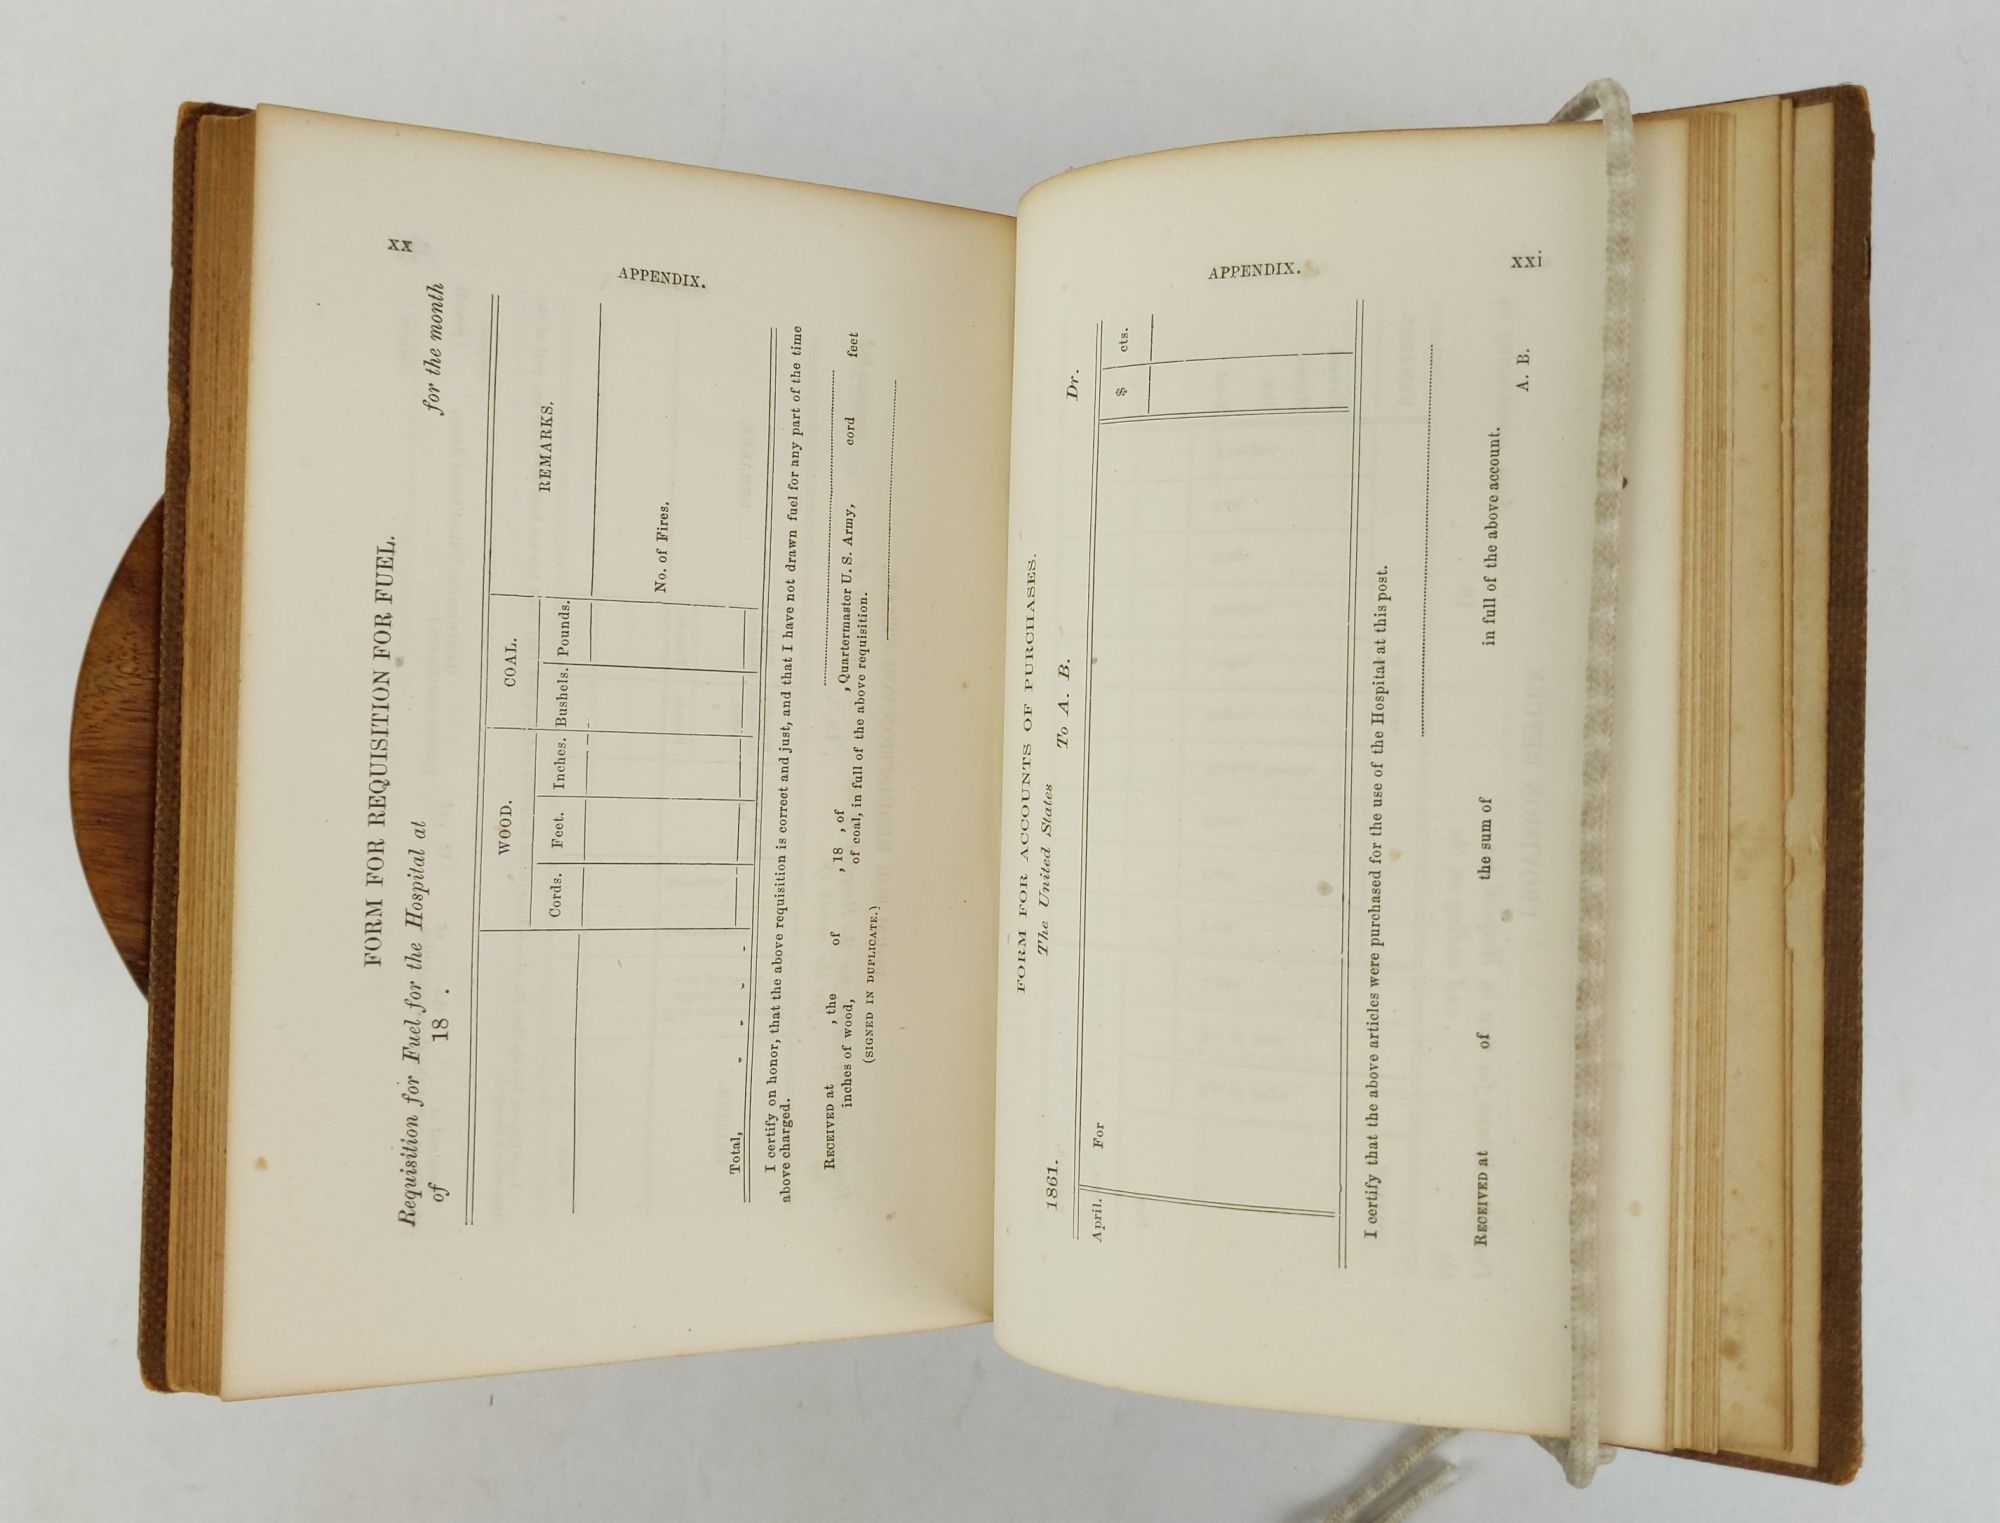 xx
APPENDIX.
FORM FOR REQUISITION FOR FUEL.
Requisition for Fuel for the Hospital at for the month
of 18 .
WOOD. COAL. REMARKS.
Cords. Feet. Inches. Bushels. Pounds.
No. of Fires.
Total,
I certify on honor, that the above requisition is correct and just, and that I have not drawn fuel for any part of the time
above charged.
RECEIVED at , the of , 18 , of , Quartermaster U. S. Army, cord feet
inches of wood, of coal, in full of the above requisition.
(SIGNED IN DUPLICATE.)
APPENDIX.
xxi
FORM FOR ACCOUNTS OF PURCHASES.
The United States
To A. B. Dr.
1861.
April. For $ cts.
I certify that the above articles were purchased for the use of the Hospital at this post.
RECEIVED at of the sum of in full of the above account.
A. B.